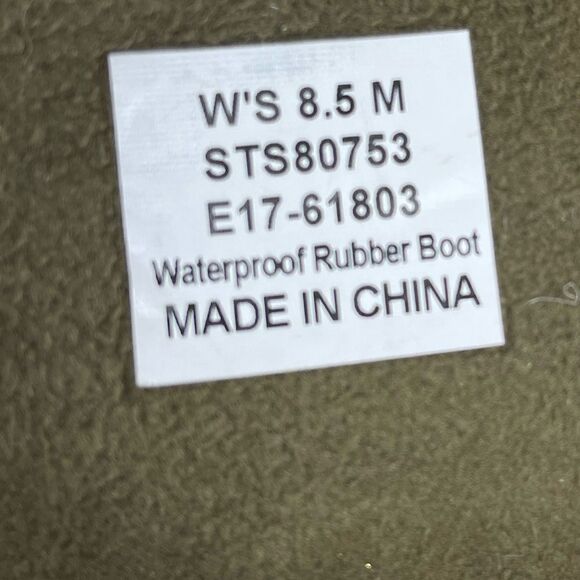 W'S 8.5 M
STS80753
E17-61803
Waterproof Rubber Boot
MADE IN CHINA